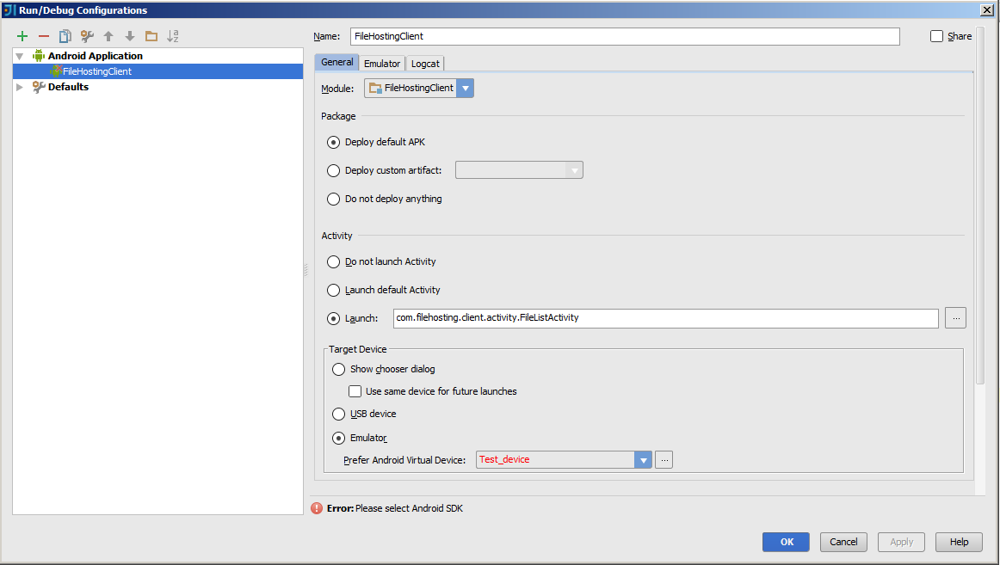 Run/Debug Configurations
Name: FileHostingClient Share
Android Application
FileHostingClient
Defaults
General Emulator Logcat
Module: FileHostingClient
Package
Deploy default APK
Deploy custom artifact:
Do not deploy anything
Activity
Do not launch Activity
Launch default Activity
Launch: com.filehosting.client.activity.FileListActivity ...
Target Device
Show chooser dialog
Use same device for future launches
USB device
Emulator
Prefer Android Virtual Device: Test_device ...
Error: Please select Android SDK
OK Cancel Apply Help